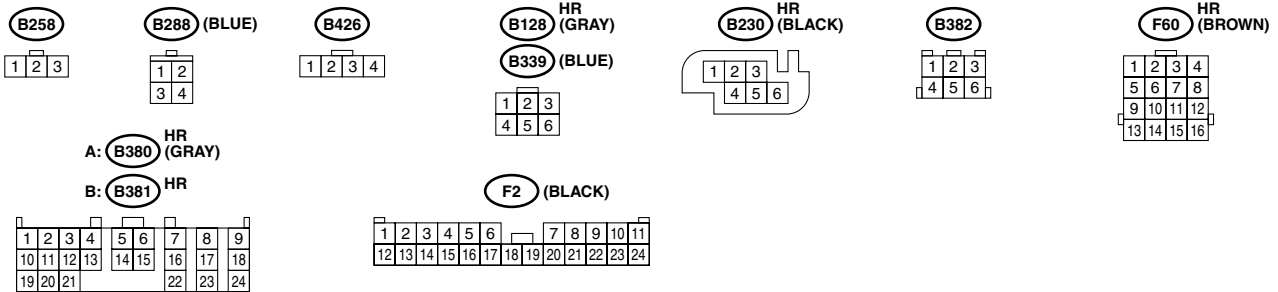 B258
1 2 3
B288 (BLUE)
1 2
3 4
B426
1 2 3 4
B128 HR (GRAY)
B339 (BLUE)
1 2 3
4 5 6
B230 HR (BLACK)
1 2 3
4 5 6
B382
1 2 3
4 5 6
F60 HR (BROWN)
1 2 3 4
5 6 7 8
9 10 11 12
13 14 15 16
A: B380 HR (GRAY)
B: B381 HR
1 2 3 4 5 6 7 8 9
10 11 12 13 14 15 16 17 18
19 20 21 22 23 24
F2 (BLACK)
1 2 3 4 5 6 7 8 9 10 11
12 13 14 15 16 17 18 19 20 21 22 23 24